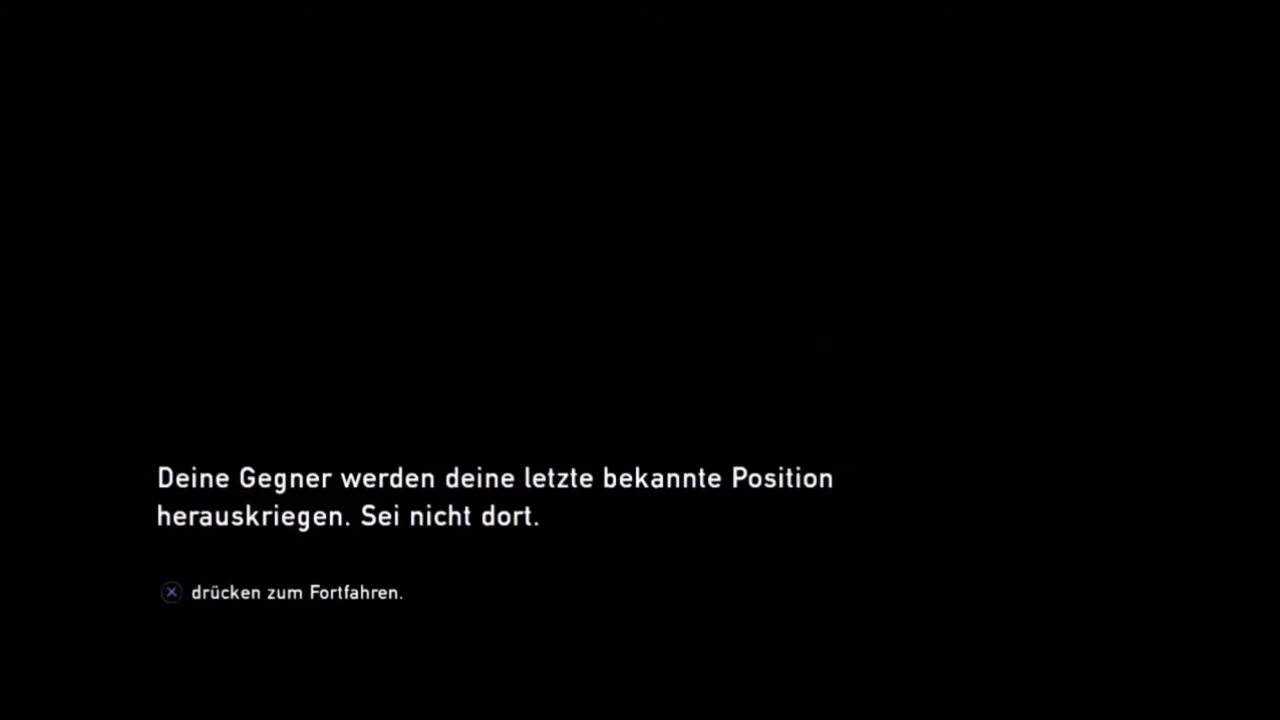 Deine Gegner werden deine letzte bekannte Position
herauskriegen. Sei nicht dort.
drücken zum Fortfahren.